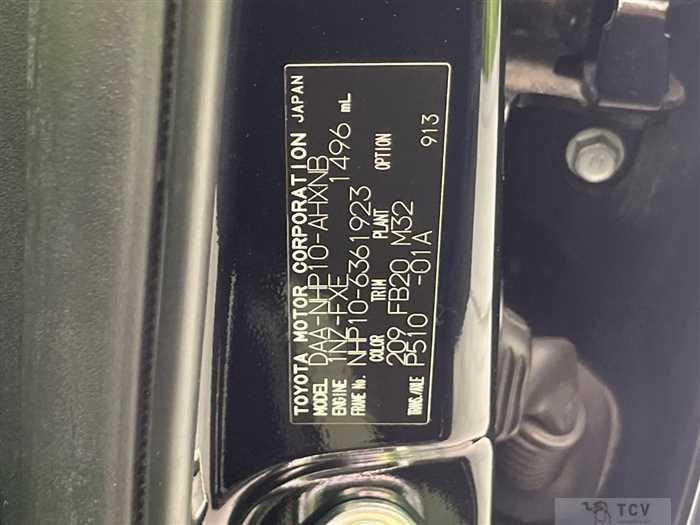 TOYOTA MOTOR CORPORATION JAPAN
MODEL DAA-NHP10-AHXNB
ENGINE 1NZ-FXE 1496 mL
FRAME No. NHP10-6361923
COLOR TRIM PLANT OPTION
209 FB20 M32
TRNS./AXLE P510 -01A 913
TCV